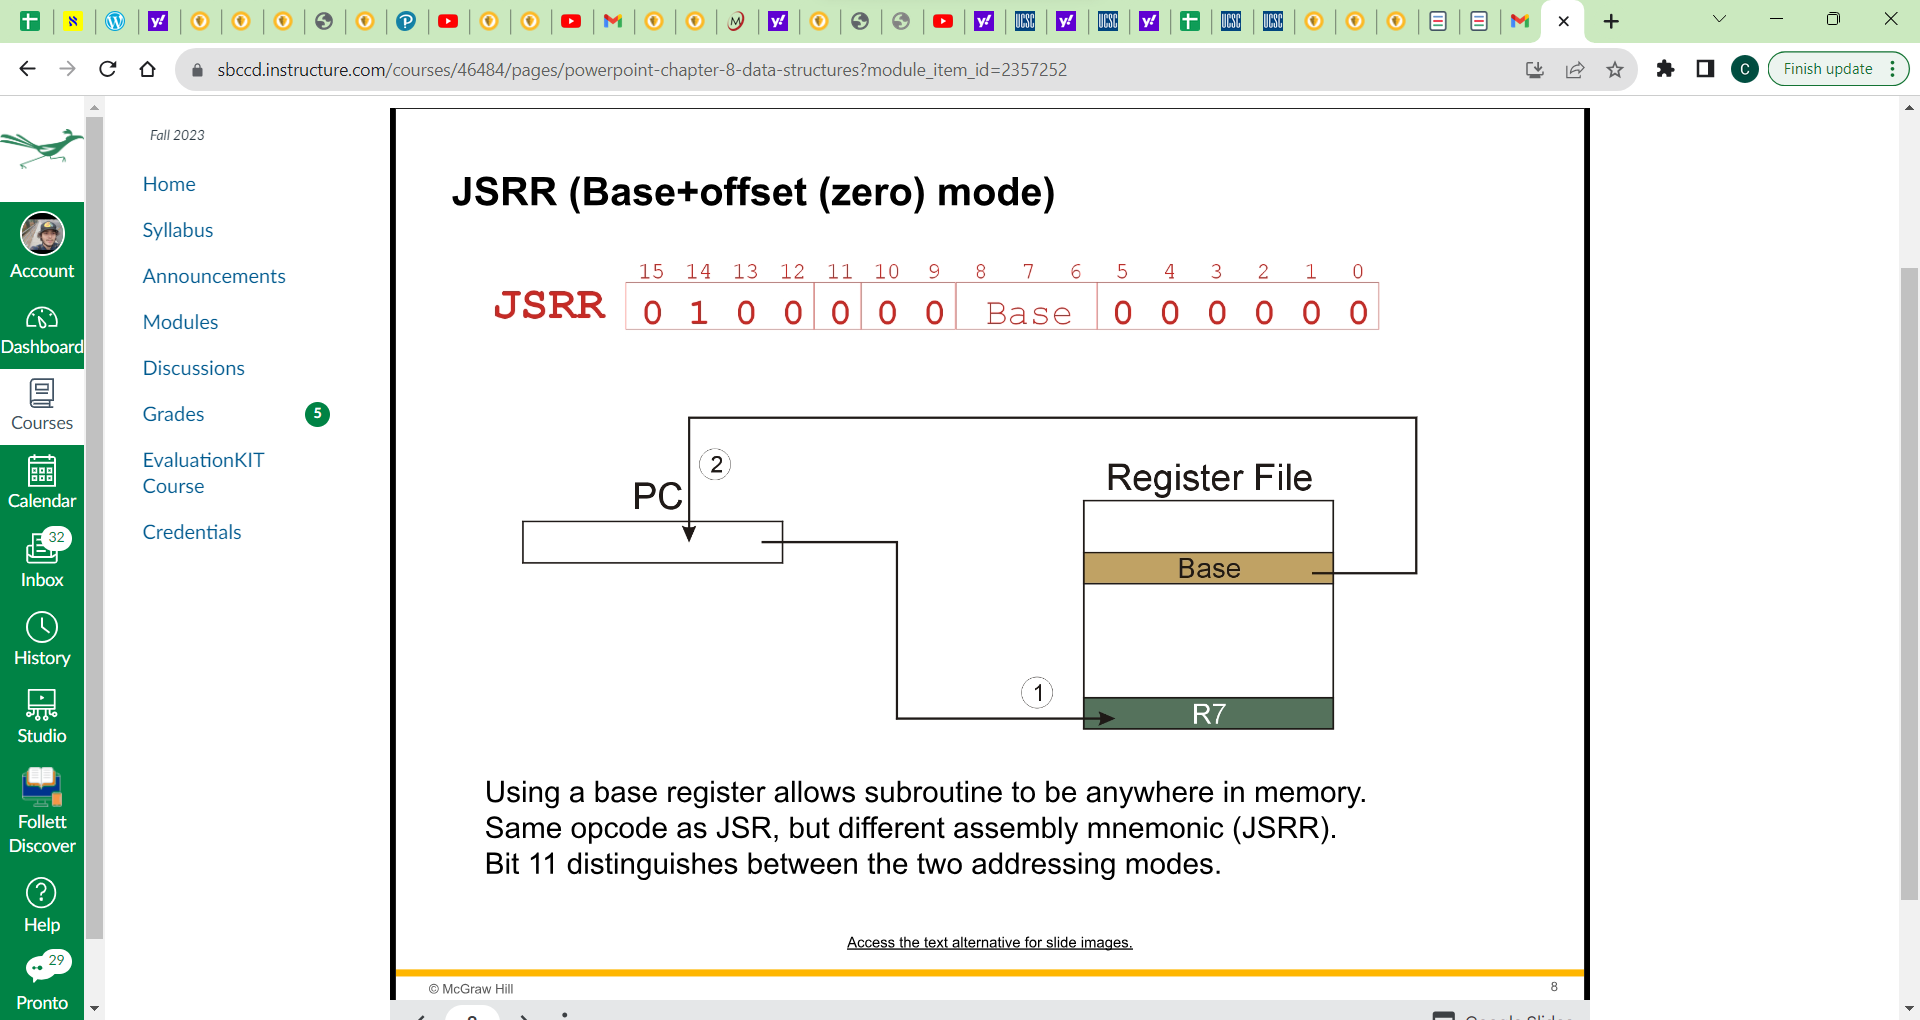 sbccd.instructure.com/courses/46484/pages/powerpoint-chapter-8-data-structures?module_item_id=2357252
C
Finish update
Fall 2023
Home
Syllabus
Announcements
Modules
Discussions
Grades
5
EvaluationKIT
Course
Credentials
Account
Dashboard
Courses
Calendar
32
Inbox
History
Studio
Follett
Discover
Help
29
Pronto
JSRR (Base+offset (zero) mode)
15 14 13 12 11 10 9 8 7 6 5 4 3 2 1 0
JSRR 0 1 0 0 0 0 0 Base 0 0 0 0 0 0
2
PC
Register File
Base
1
R7
Using a base register allows subroutine to be anywhere in memory.
Same opcode as JSR, but different assembly mnemonic (JSRR).
Bit 11 distinguishes between the two addressing modes.
Access the text alternative for slide images.
© McGraw Hill
8